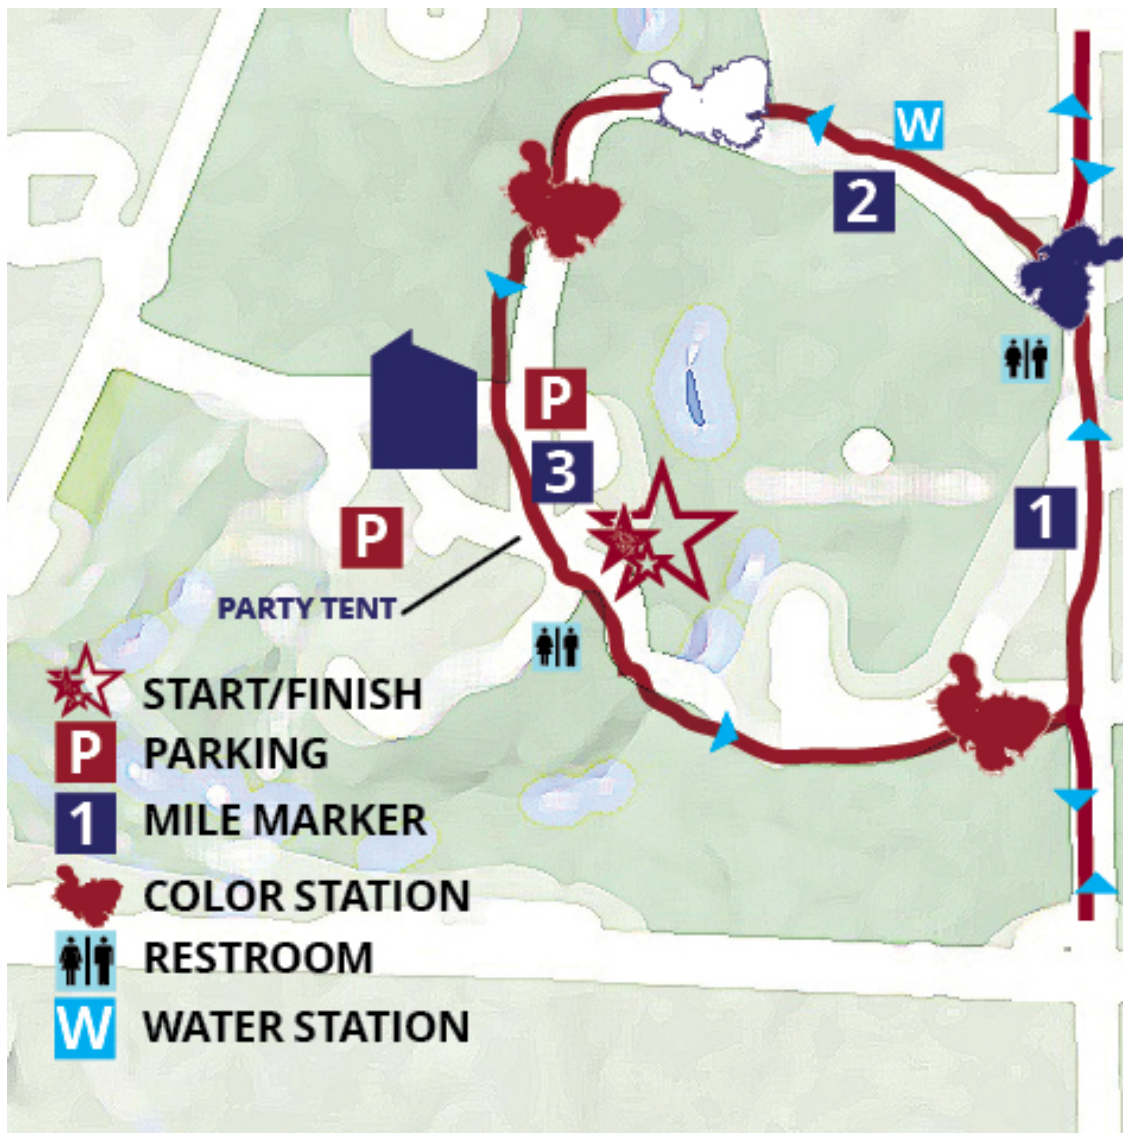 W
2
P
3
1
P
PARTY TENT
START/FINISH
P PARKING
1 MILE MARKER
COLOR STATION
RESTROOM
W WATER STATION